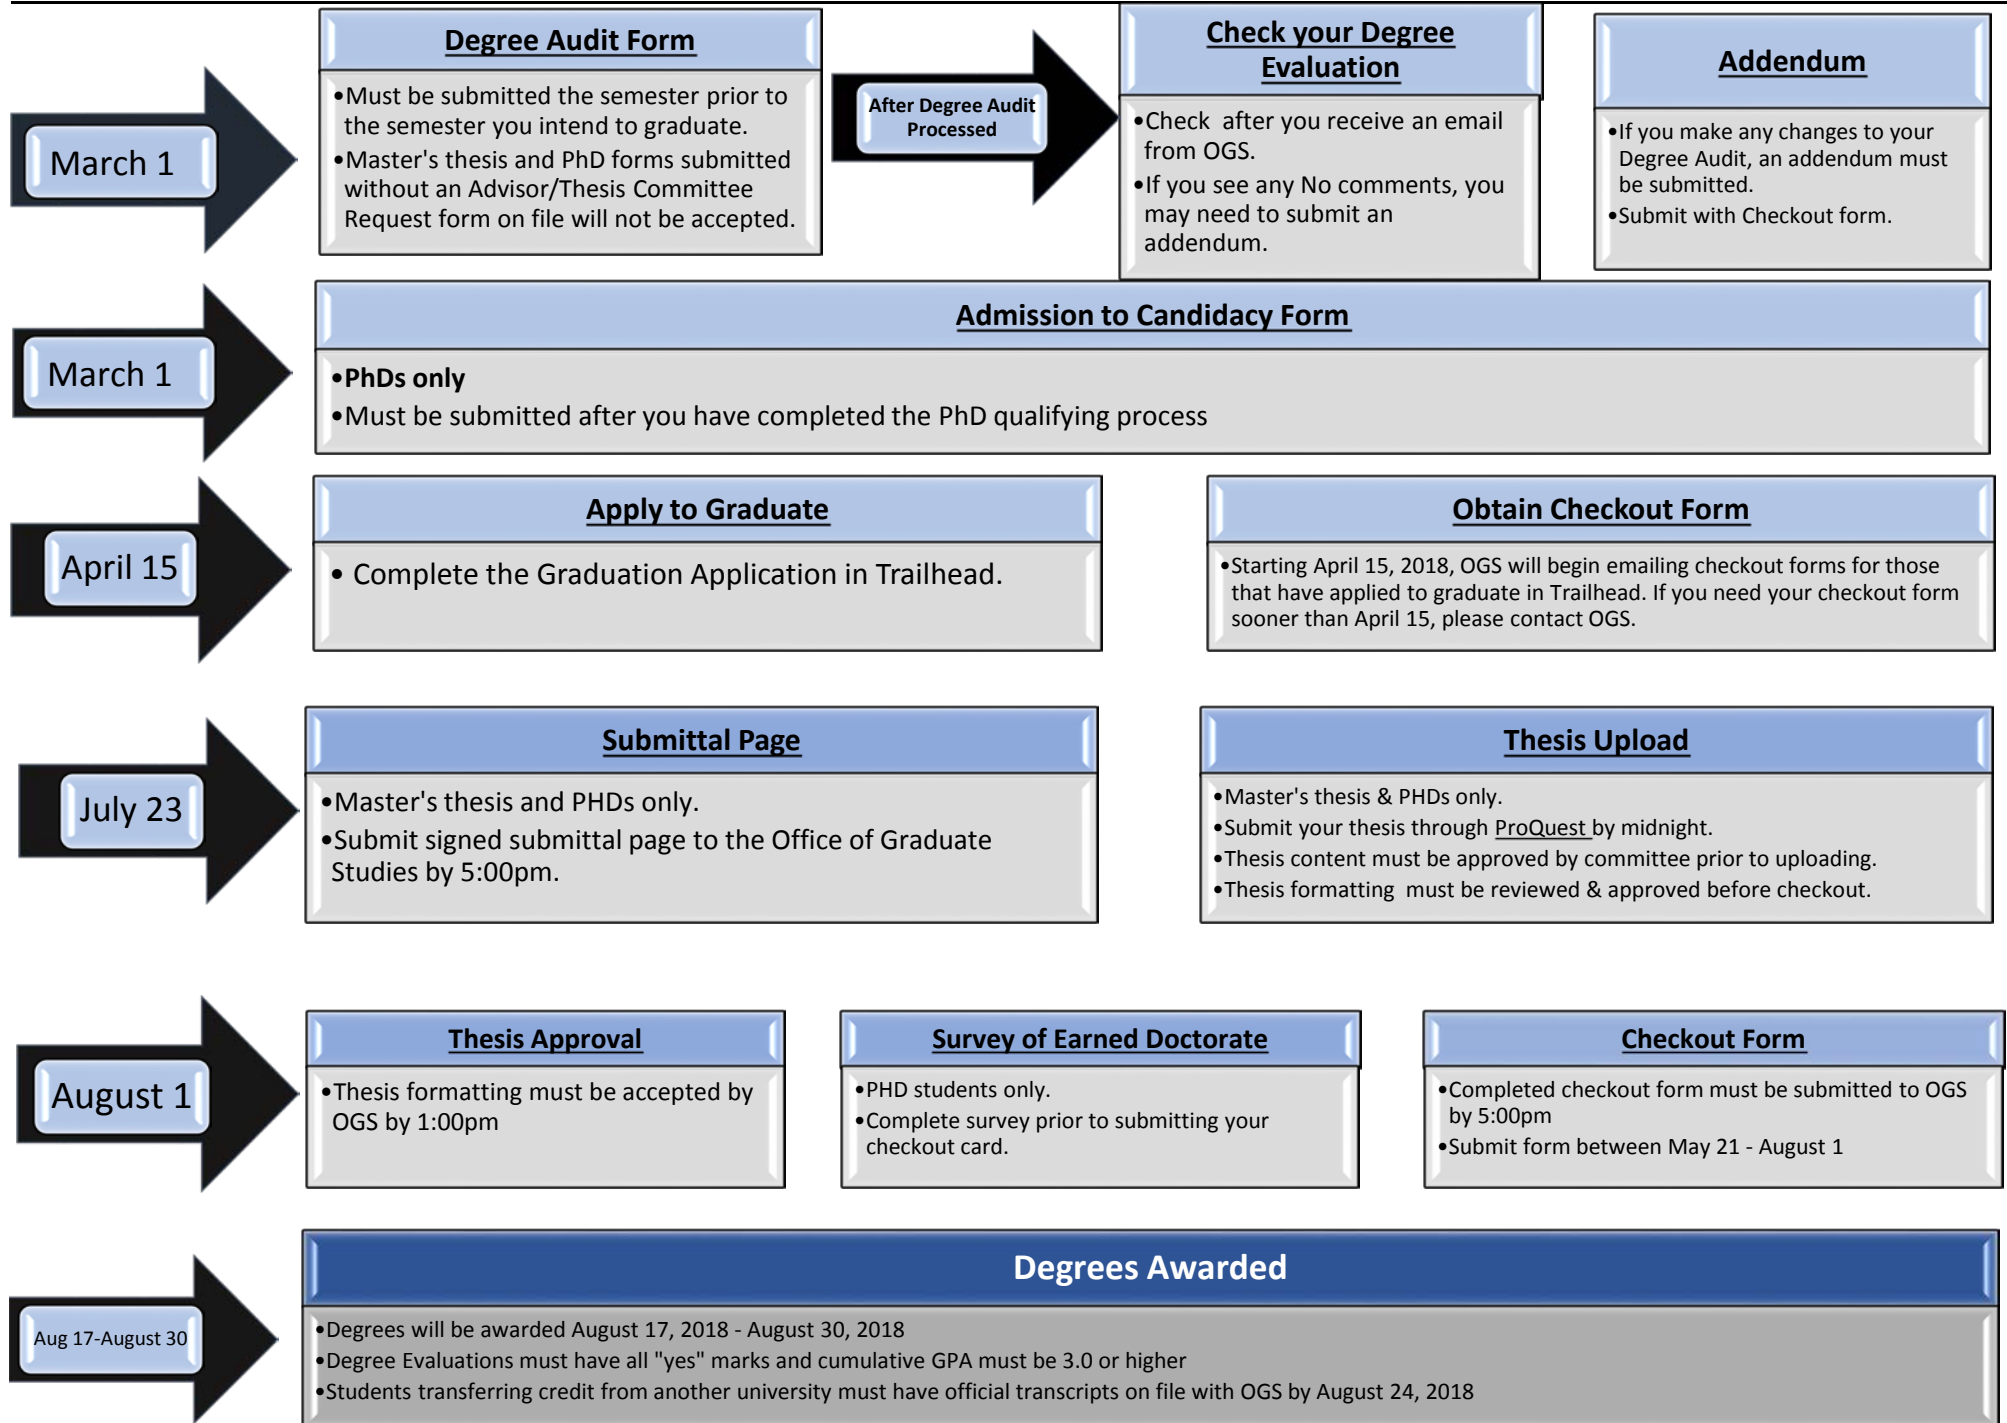 March 1
Degree Audit Form
•Must be submitted the semester prior to
the semester you intend to graduate.
•Master's thesis and PhD forms submitted
without an Advisor/Thesis Committee
Request form on file will not be accepted.
After Degree Audit
Processed
Check your Degree
Evaluation
•Check after you receive an email
from OGS.
•If you see any No comments, you
may need to submit an
addendum.
Addendum
•If you make any changes to your
Degree Audit, an addendum must
be submitted.
•Submit with Checkout form.
March 1
Admission to Candidacy Form
•PhDs only
•Must be submitted after you have completed the PhD qualifying process
April 15
Apply to Graduate
• Complete the Graduation Application in Trailhead.
Obtain Checkout Form
•Starting April 15, 2018, OGS will begin emailing checkout forms for those
that have applied to graduate in Trailhead. If you need your checkout form
sooner than April 15, please contact OGS.
July 23
Submittal Page
•Master's thesis and PHDs only.
•Submit signed submittal page to the Office of Graduate
Studies by 5:00pm.
Thesis Upload
•Master's thesis & PHDs only.
•Submit your thesis through ProQuest by midnight.
•Thesis content must be approved by committee prior to uploading.
•Thesis formatting must be reviewed & approved before checkout.
August 1
Thesis Approval
•Thesis formatting must be accepted by
OGS by 1:00pm
Survey of Earned Doctorate
•PHD students only.
•Complete survey prior to submitting your
checkout card.
Checkout Form
•Completed checkout form must be submitted to OGS
by 5:00pm
•Submit form between May 21 - August 1
Aug 17-August 30
Degrees Awarded
•Degrees will be awarded August 17, 2018 - August 30, 2018
•Degree Evaluations must have all "yes" marks and cumulative GPA must be 3.0 or higher
•Students transferring credit from another university must have official transcripts on file with OGS by August 24, 2018